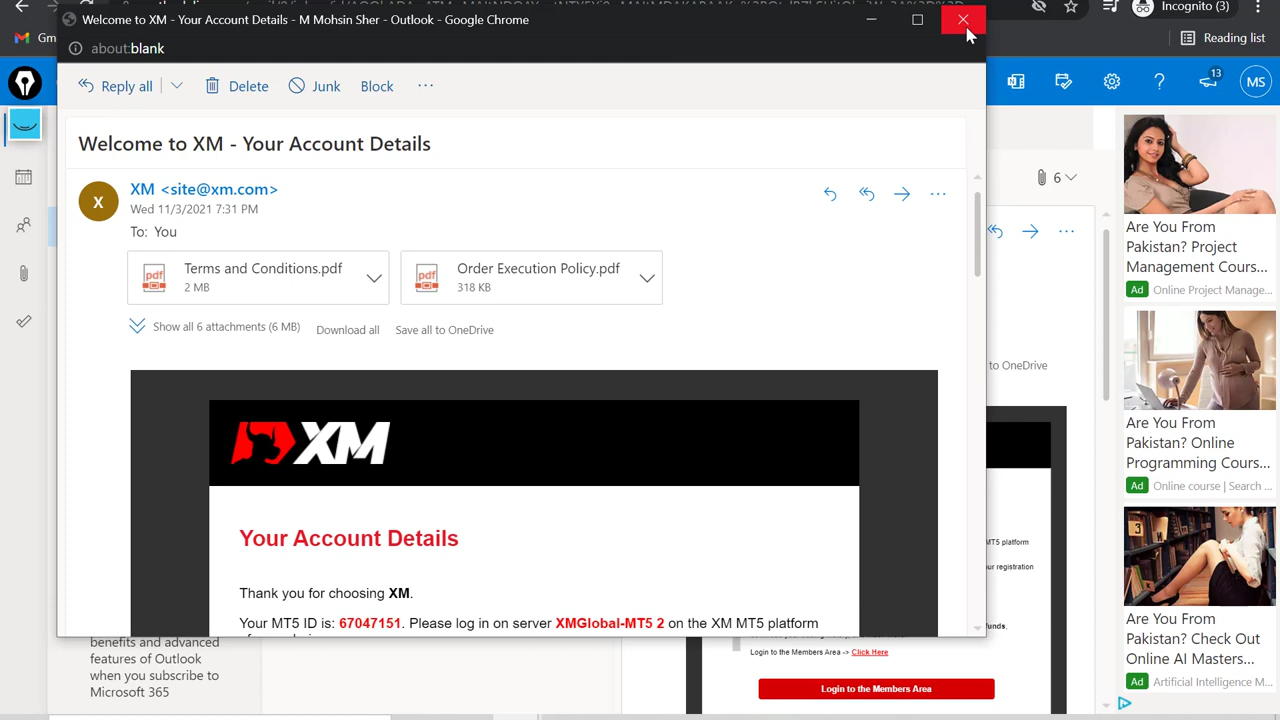 Welcome to XM - Your Account Details - M Mohsin Sher - Outlook - Google Chrome
Incognito (3)
Gm
about:blank
Reading list
Reply all
Delete
Junk
Block
13
MS
Welcome to XM - Your Account Details
X
XM <site@xm.com>
Wed 11/3/2021 7:31 PM
To: You
6
Terms and Conditions.pdf
2 MB
Order Execution Policy.pdf
318 KB
Show all 6 attachments (6 MB)
Download all
Save all to OneDrive
to OneDrive
XM
Your Account Details
Thank you for choosing XM.
Your MT5 ID is: 67047151. Please log in on server XMGlobal-MT5 2 on the XM MT5 platform
MT5 platform
ur registration
unds.
Login to the Members Area -> Click Here
Login to the Members Area
benefits and advanced
features of Outlook
when you subscribe to
Microsoft 365
Are You From
Pakistan? Project
Management Cours...
Ad Online Project Manage...
Are You From
Pakistan? Online
Programming Cours...
Ad Online course | Search ...
Are You From
Pakistan? Check Out
Online AI Masters...
Ad Artificial Intelligence M...